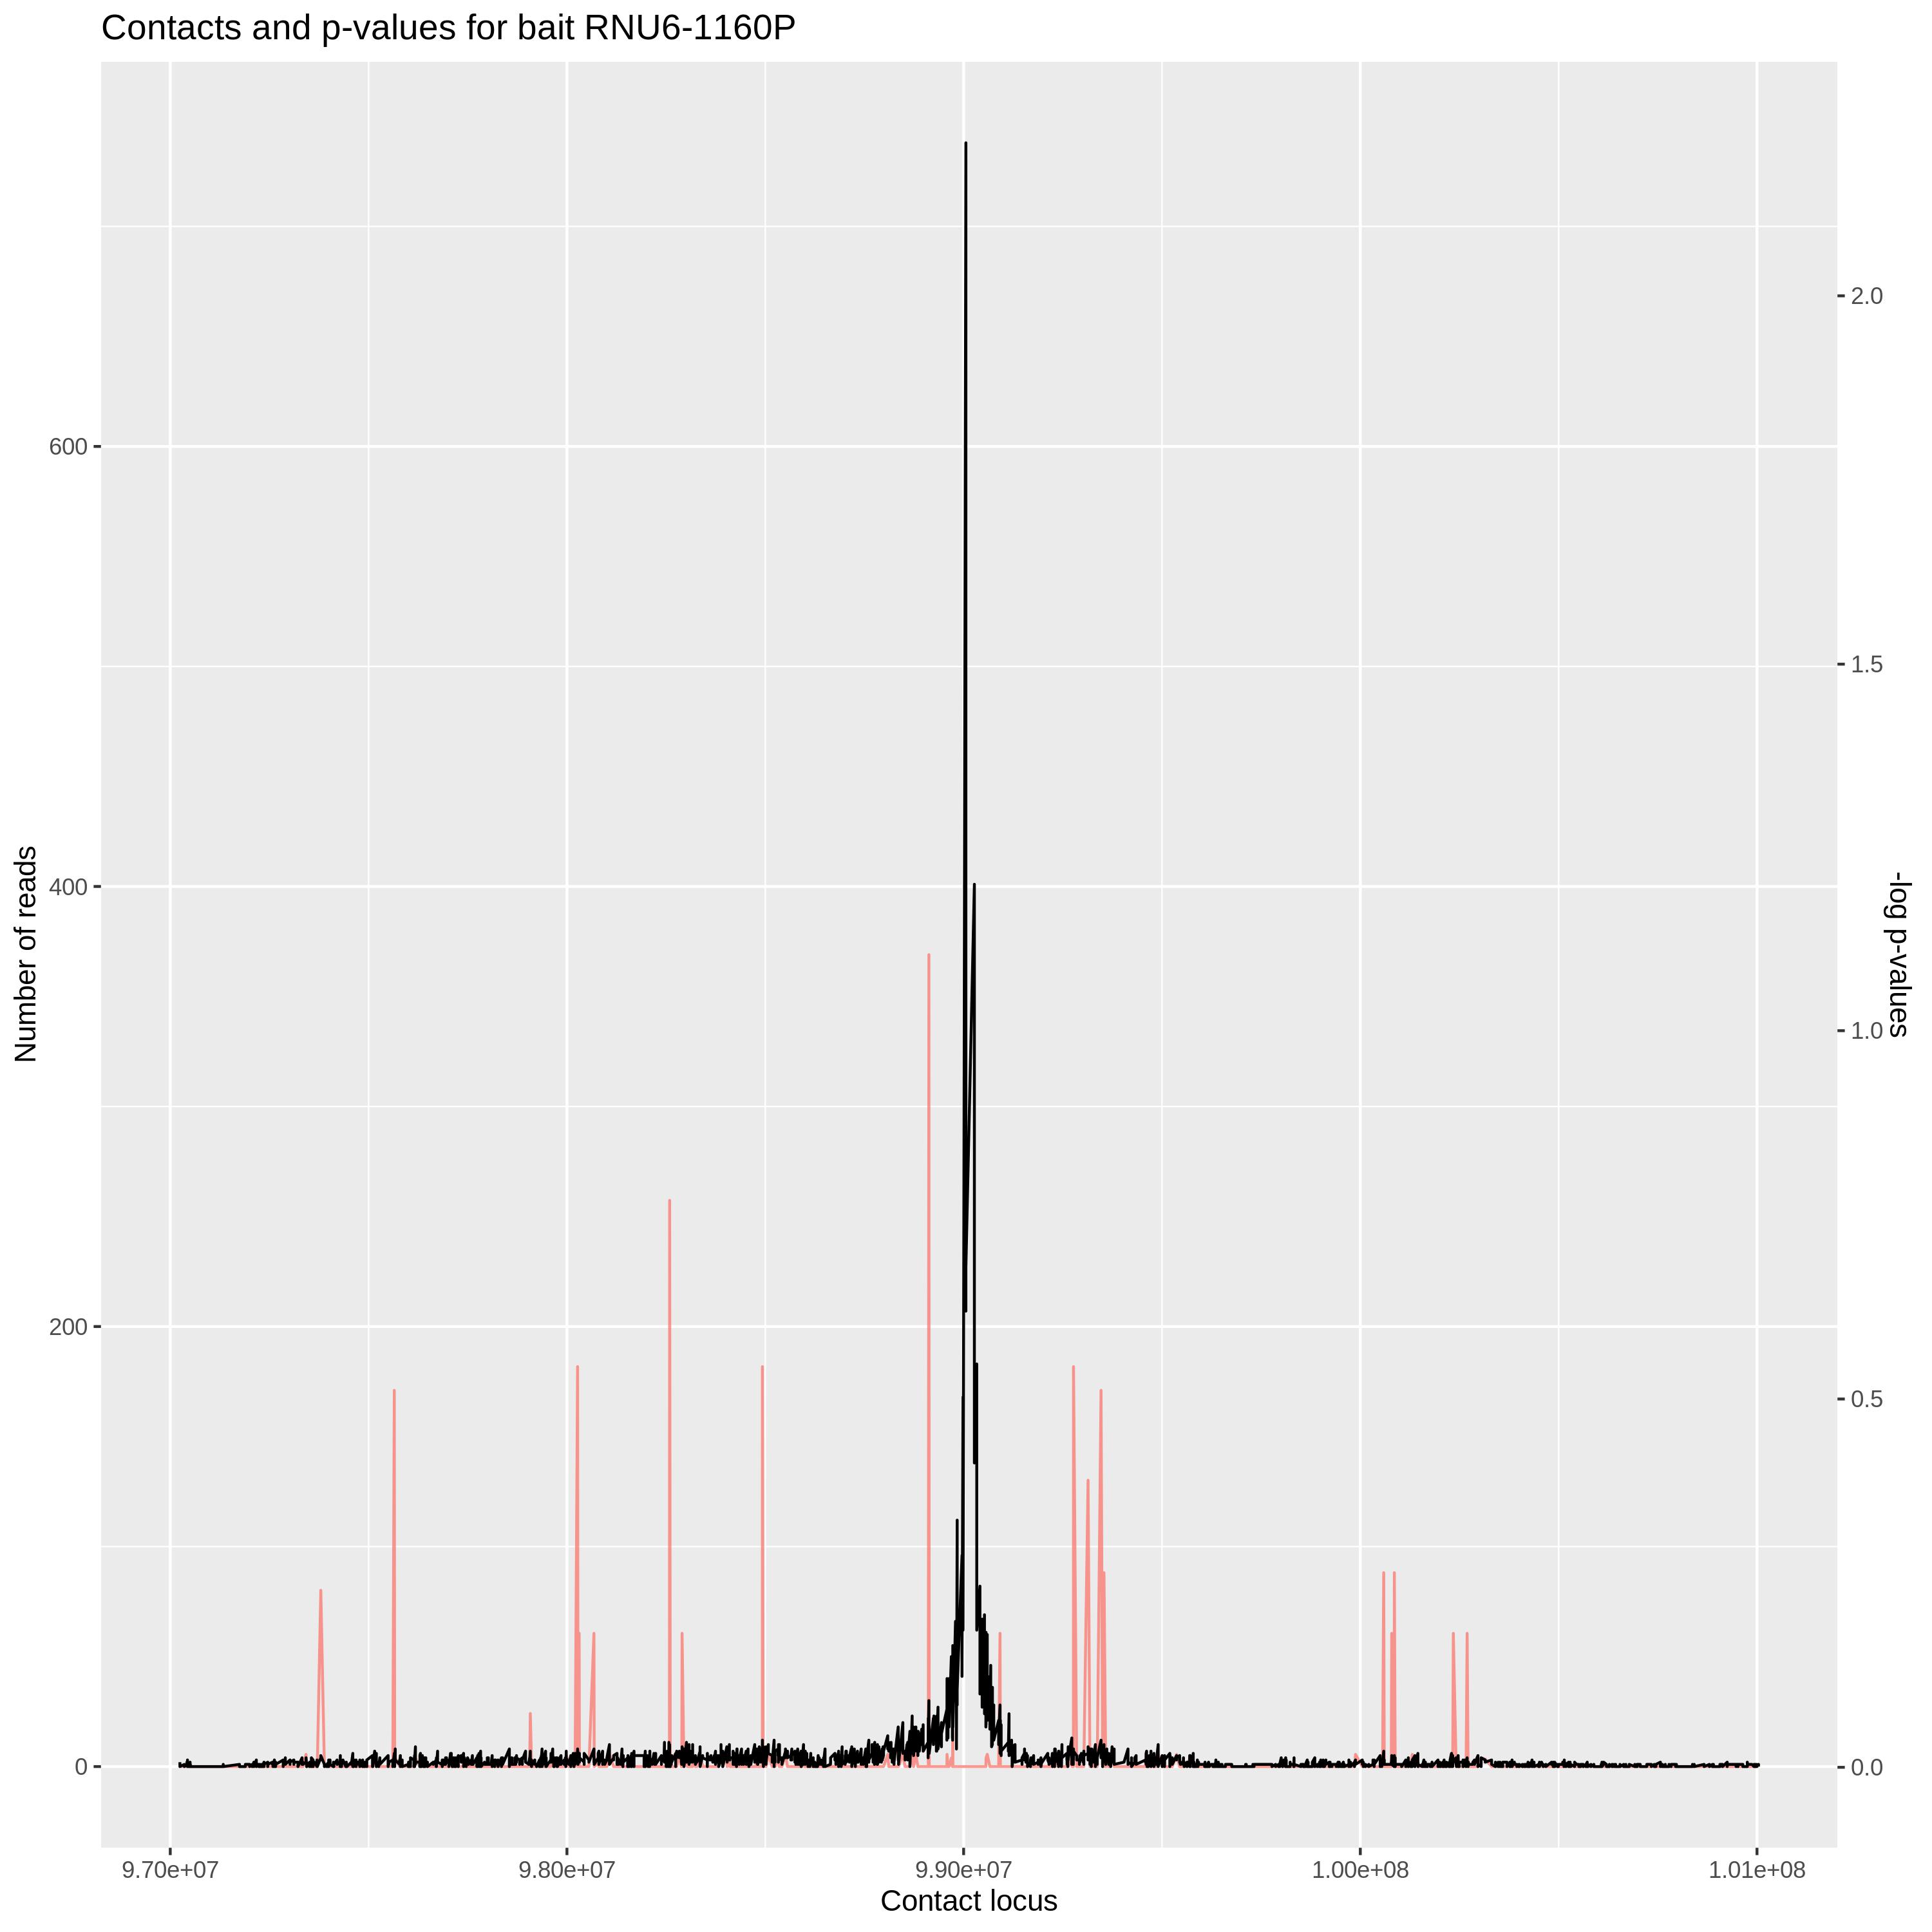 Contacts and p-values for bait RNU6-1160P
Number of reads
600
400
200
0
2.0
1.5
1.0
0.5
0.0
-log p-values
9.70e+07
9.80e+07
9.90e+07
1.00e+08
1.01e+08
Contact locus